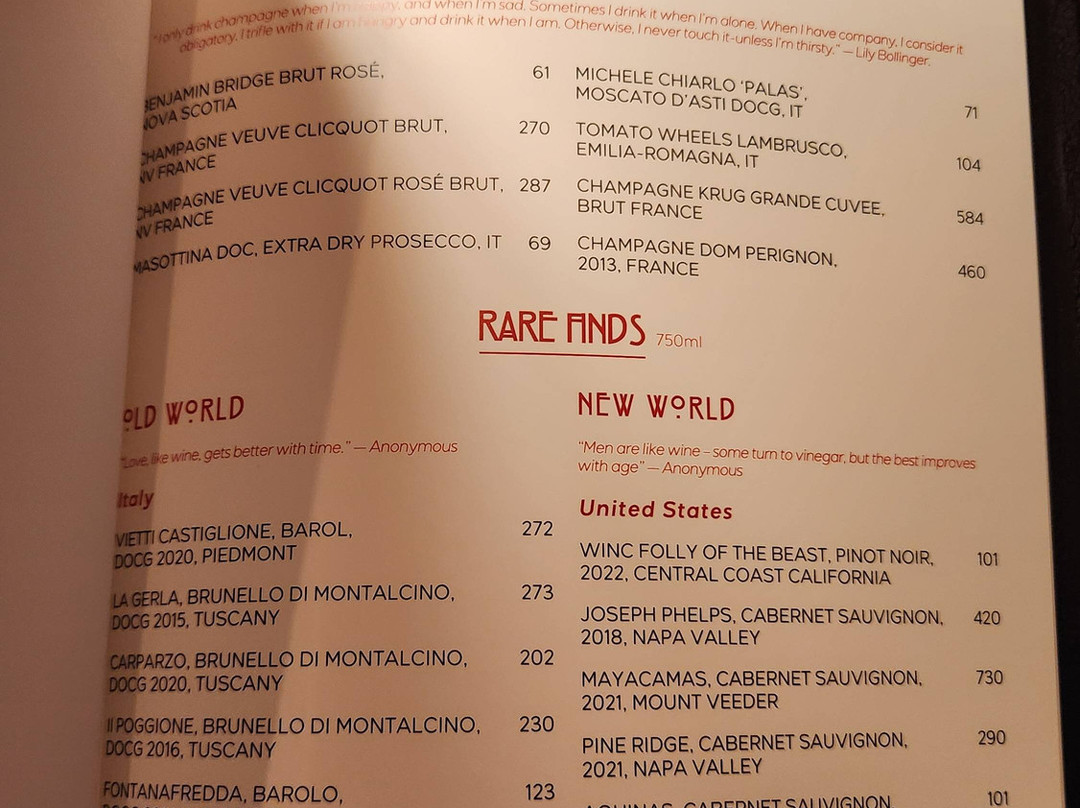 "I only drink champagne when I'm happy, and when I'm sad. Sometimes I drink it when I'm alone. When I have company, I consider it
obligatory. I trifle with it if I am hungry and drink it when I am. Otherwise, I never touch it-unless I'm thirsty." — Lily Bollinger.
BENJAMIN BRIDGE BRUT ROSÉ, 61
NOVA SCOTIA
CHAMPAGNE VEUVE CLICQUOT BRUT, 270
NV FRANCE
CHAMPAGNE VEUVE CLICQUOT ROSÉ BRUT, 287
NV FRANCE
MASOTTINA DOC, EXTRA DRY PROSECCO, IT 69
MICHELE CHIARLO ‘PALAS’,
MOSCATO D’ASTI DOCG, IT 71
TOMATO WHEELS LAMBRUSCO,
EMILIA-ROMAGNA, IT 104
CHAMPAGNE KRUG GRANDE CUVEE,
BRUT FRANCE 584
CHAMPAGNE DOM PERIGNON,
2013, FRANCE 460
RARE FINDS 750ml
OLD WORLD
"Love, like wine, gets better with time." — Anonymous
Italy
VIETTI CASTIGLIONE, BAROL, 272
DOCG 2020, PIEDMONT
LA GERLA, BRUNELLO DI MONTALCINO, 273
DOCG 2015, TUSCANY
CARPARZO, BRUNELLO DI MONTALCINO, 202
DOCG 2020, TUSCANY
Il POGGIONE, BRUNELLO DI MONTALCINO, 230
DOCG 2016, TUSCANY
FONTANAFREDDA, BAROLO, 123
NEW WORLD
"Men are like wine – some turn to vinegar, but the best improves
with age" — Anonymous
United States
WINC FOLLY OF THE BEAST, PINOT NOIR, 101
2022, CENTRAL COAST CALIFORNIA
JOSEPH PHELPS, CABERNET SAUVIGNON, 420
2018, NAPA VALLEY
MAYACAMAS, CABERNET SAUVIGNON, 730
2021, MOUNT VEEDER
PINE RIDGE, CABERNET SAUVIGNON, 290
2021, NAPA VALLEY
CABERNET SAUVIGNON 101